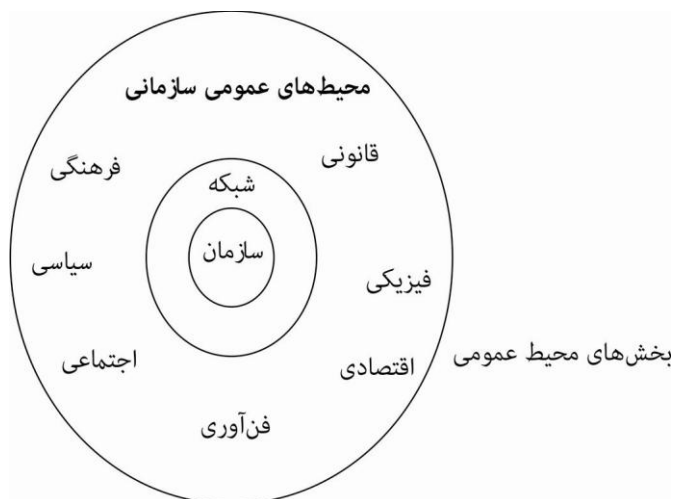 محیط‌های عمومی سازمانی
قانونی
فرهنگی
شبکه
سازمان
سیاسی
فیزیکی
بخش‌های محیط عمومی
اقتصادی
اجتماعی
فن‌آوری